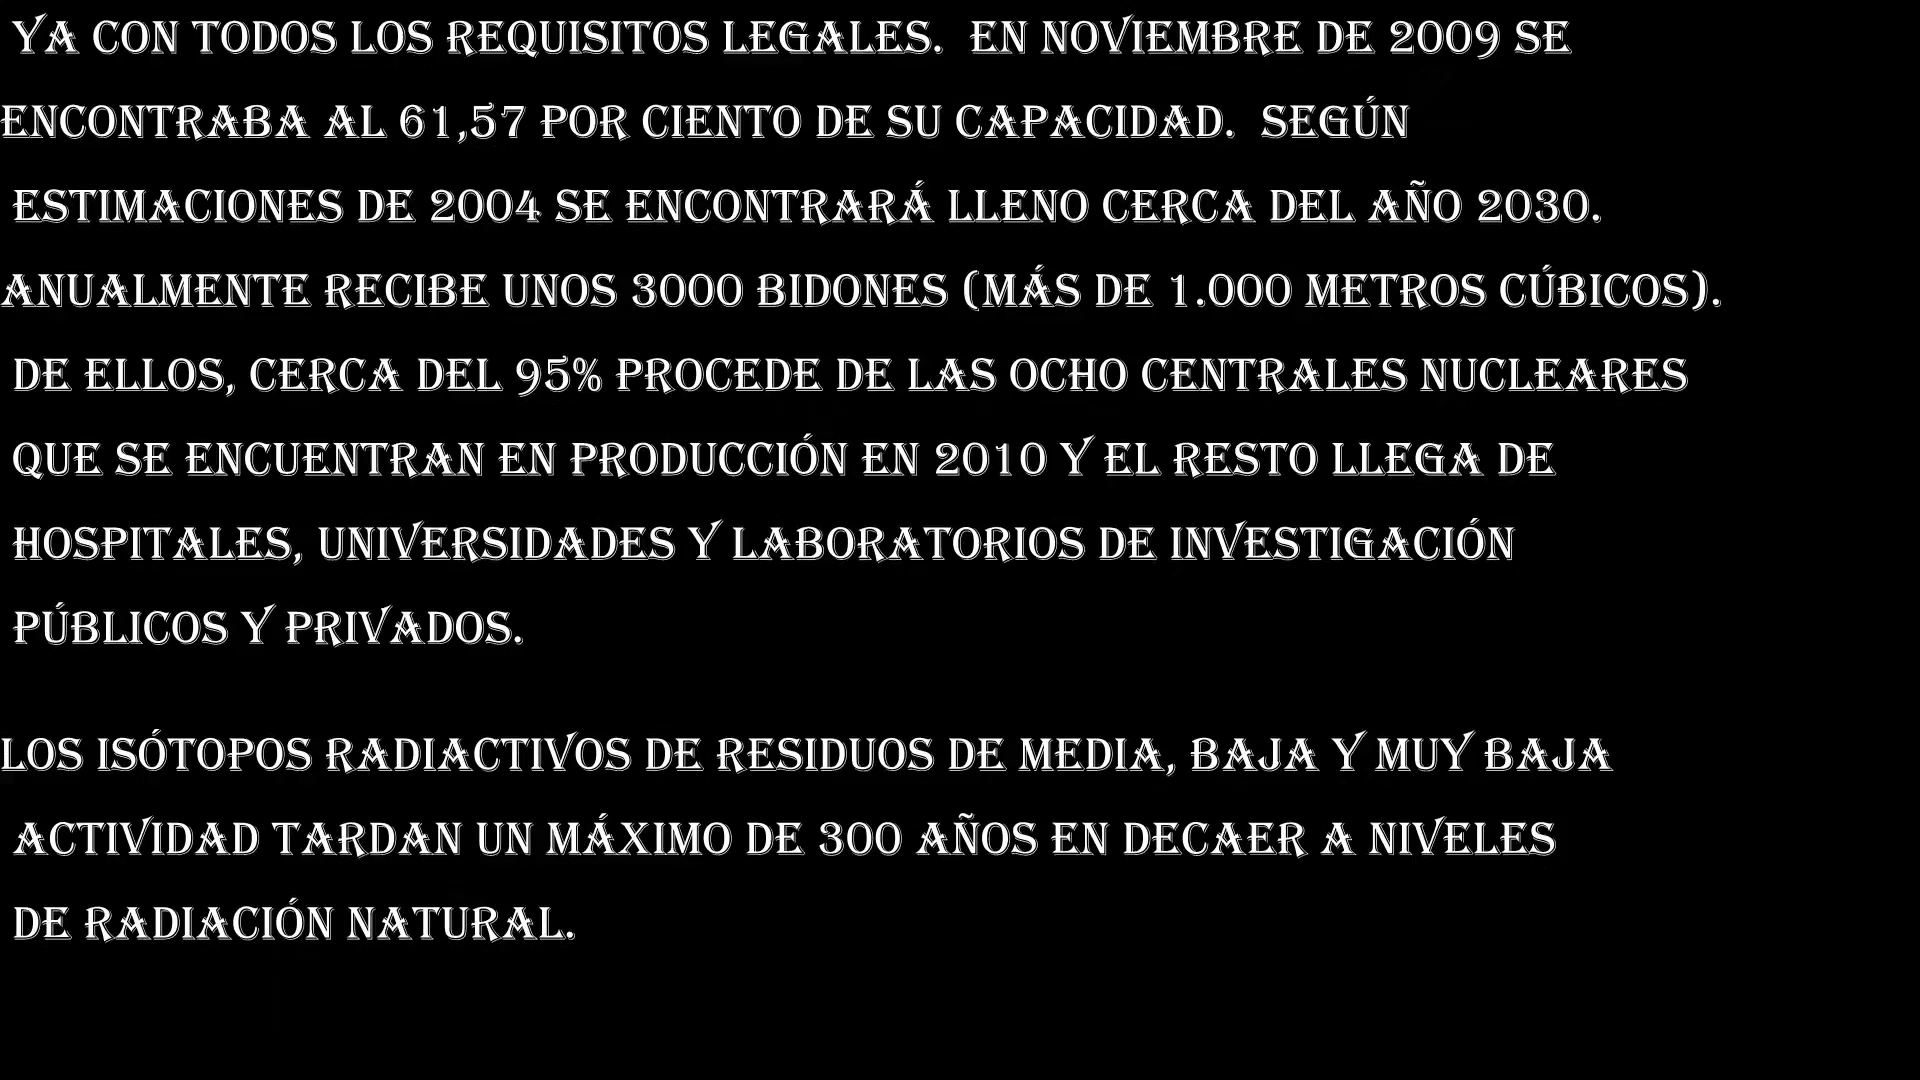 YA CON TODOS LOS REQUISITOS LEGALES. EN NOVIEMBRE DE 2009 SE
ENCONTRABA AL 61,57 POR CIENTO DE SU CAPACIDAD. SEGÚN
ESTIMACIONES DE 2004 SE ENCONTRARÁ LLENO CERCA DEL AÑO 2030.
ANUALMENTE RECIBE UNOS 3000 BIDONES (MÁS DE 1.000 METROS CÚBICOS).
DE ELLOS, CERCA DEL 95% PROCEDE DE LAS OCHO CENTRALES NUCLEARES
QUE SE ENCUENTRAN EN PRODUCCIÓN EN 2010 Y EL RESTO LLEGA DE
HOSPITALES, UNIVERSIDADES Y LABORATORIOS DE INVESTIGACIÓN
PÚBLICOS Y PRIVADOS.
LOS ISÓTOPOS RADIACTIVOS DE RESIDUOS DE MEDIA, BAJA Y MUY BAJA
ACTIVIDAD TARDAN UN MÁXIMO DE 300 AÑOS EN DECAER A NIVELES
DE RADIACIÓN NATURAL.